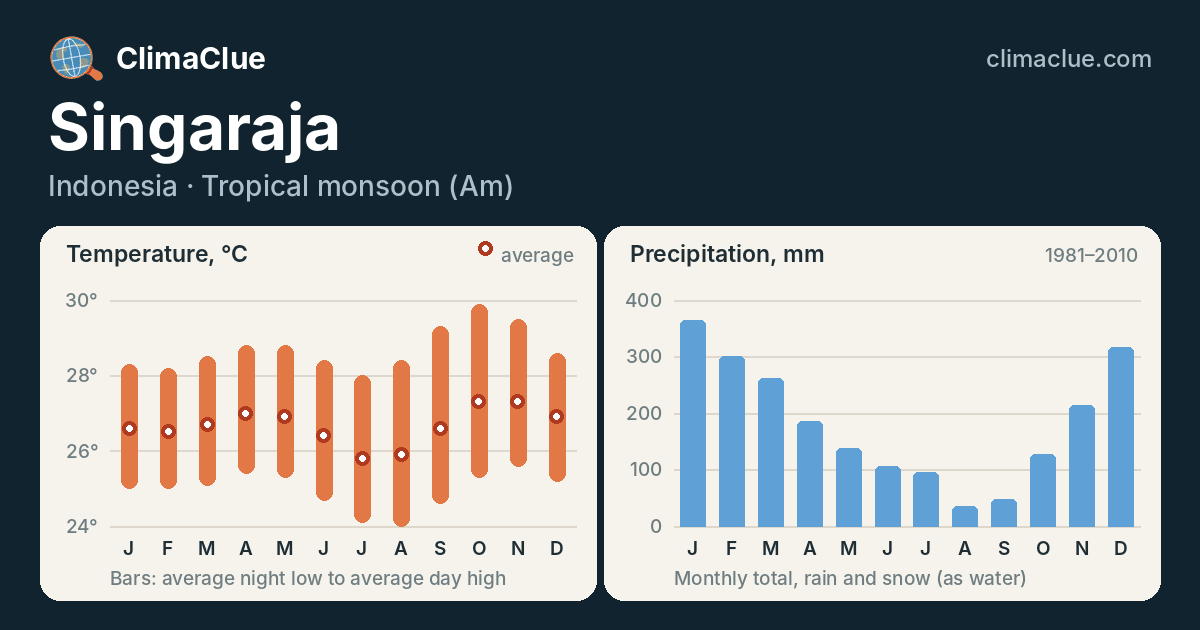 ClimaClue
climaclue.com
Singaraja
Indonesia · Tropical monsoon (Am)
Temperature, °C
average
30°
28°
26°
24°
J F M A M J J A S O N D
Bars: average night low to average day high
Precipitation, mm
1981–2010
400
300
200
100
0
J F M A M J J A S O N D
Monthly total, rain and snow (as water)